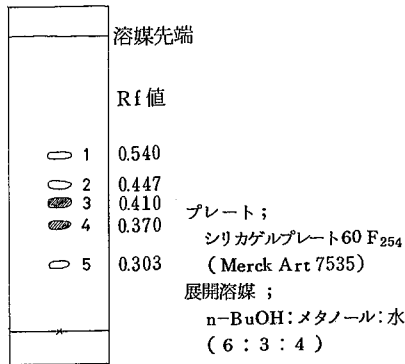 溶媒先端
Rf値
1 0.540
2 0.447
3 0.410
4 0.370
5 0.303
プレート；
シリカゲルプレート60 F254
(Merck Art 7535)
展開溶媒；
n-BuOH：メタノール：水
(6：3：4)